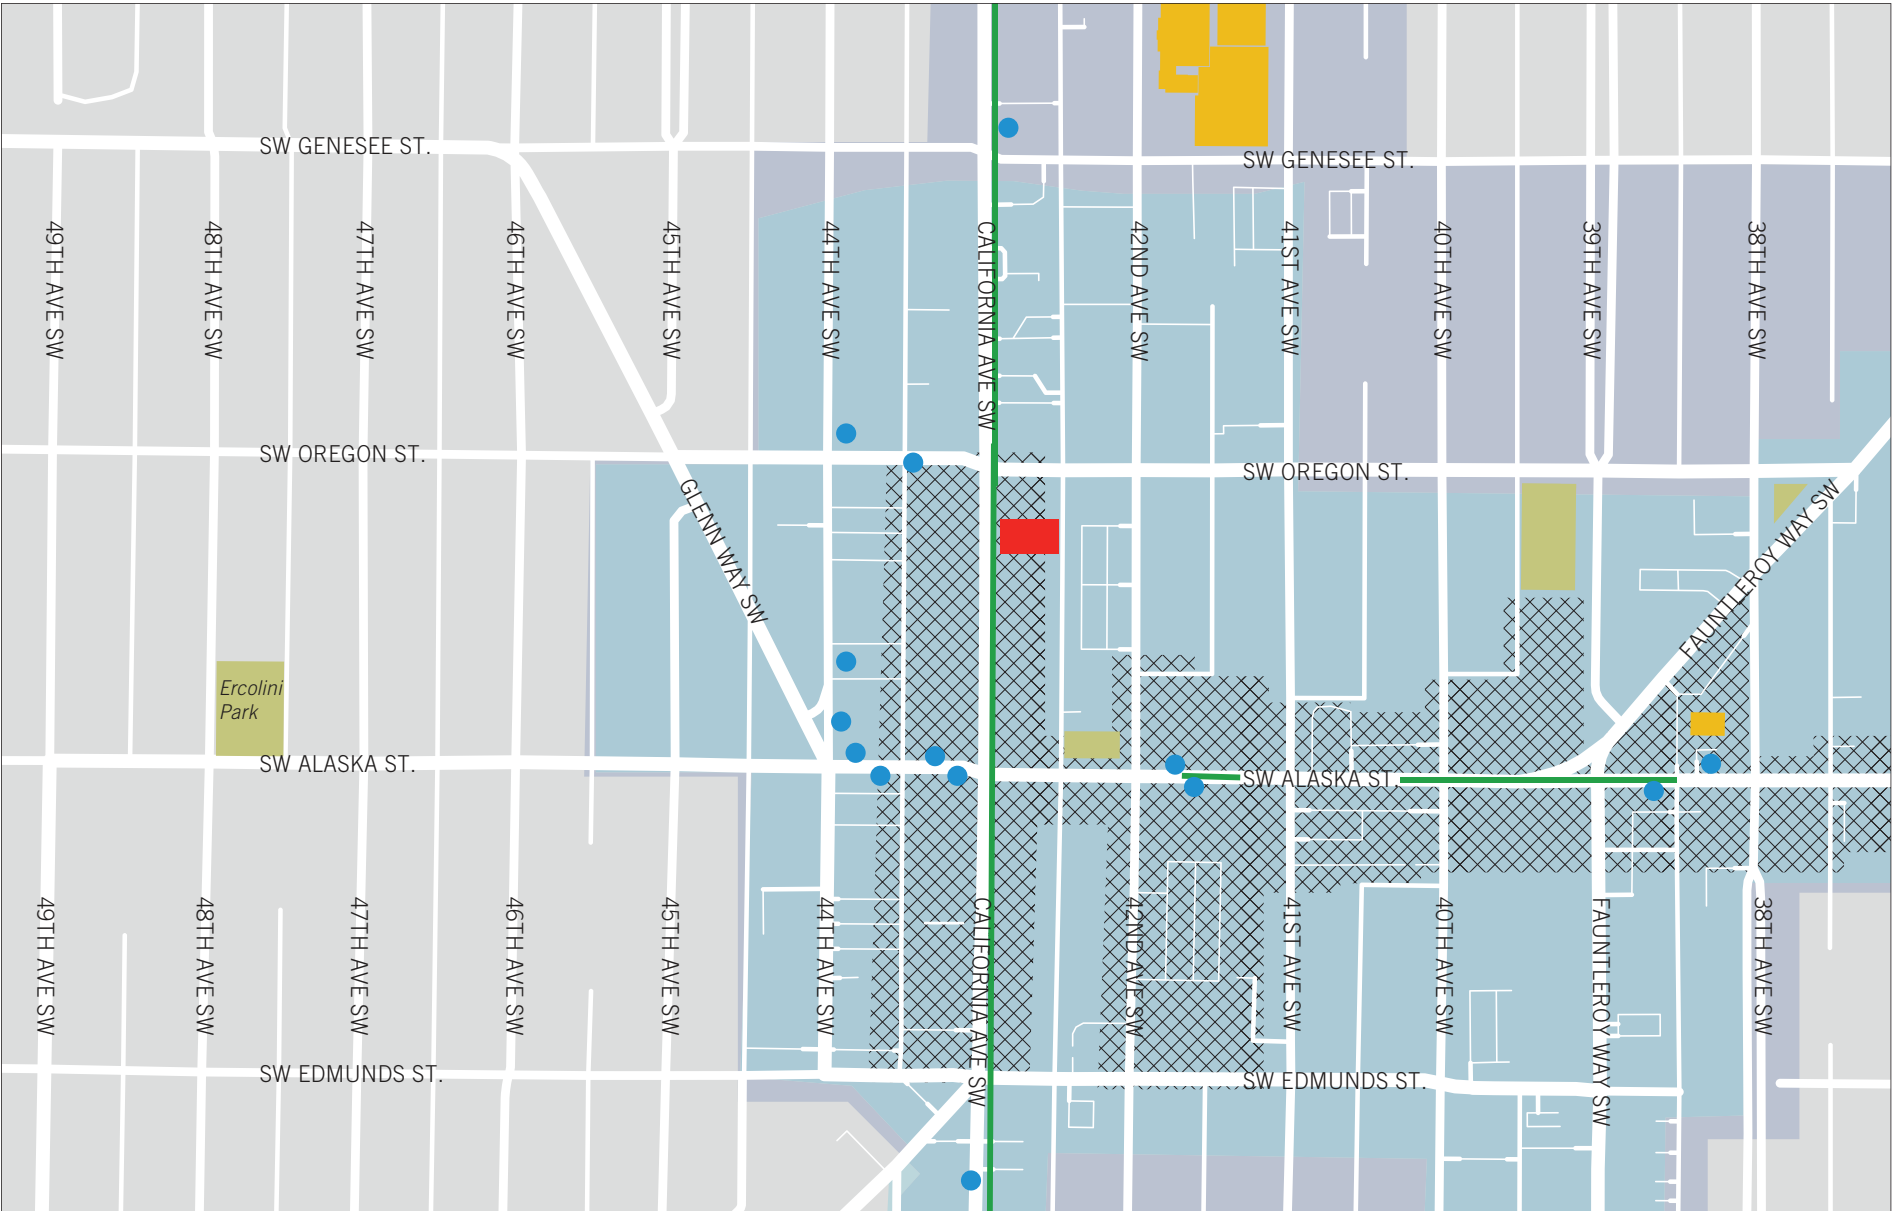 SW GENESEE ST.
SW GENESEE ST.
49TH AVE SW
48TH AVE SW
47TH AVE SW
46TH AVE SW
45TH AVE SW
44TH AVE SW
CALIFORNIA AVE SW
42ND AVE SW
41ST AVE SW
40TH AVE SW
39TH AVE SW
38TH AVE SW
SW OREGON ST.
SW OREGON ST.
GLENN WAY SW
FAUNTLEROY WAY SW
Ercolini
Park
SW ALASKA ST.
SW ALASKA ST.
49TH AVE SW
48TH AVE SW
47TH AVE SW
46TH AVE SW
45TH AVE SW
44TH AVE SW
CALIFORNIA AVE SW
42ND AVE SW
41ST AVE SW
40TH AVE SW
FAUNTLEROY WAY SW
38TH AVE SW
SW EDMUNDS ST.
SW EDMUNDS ST.